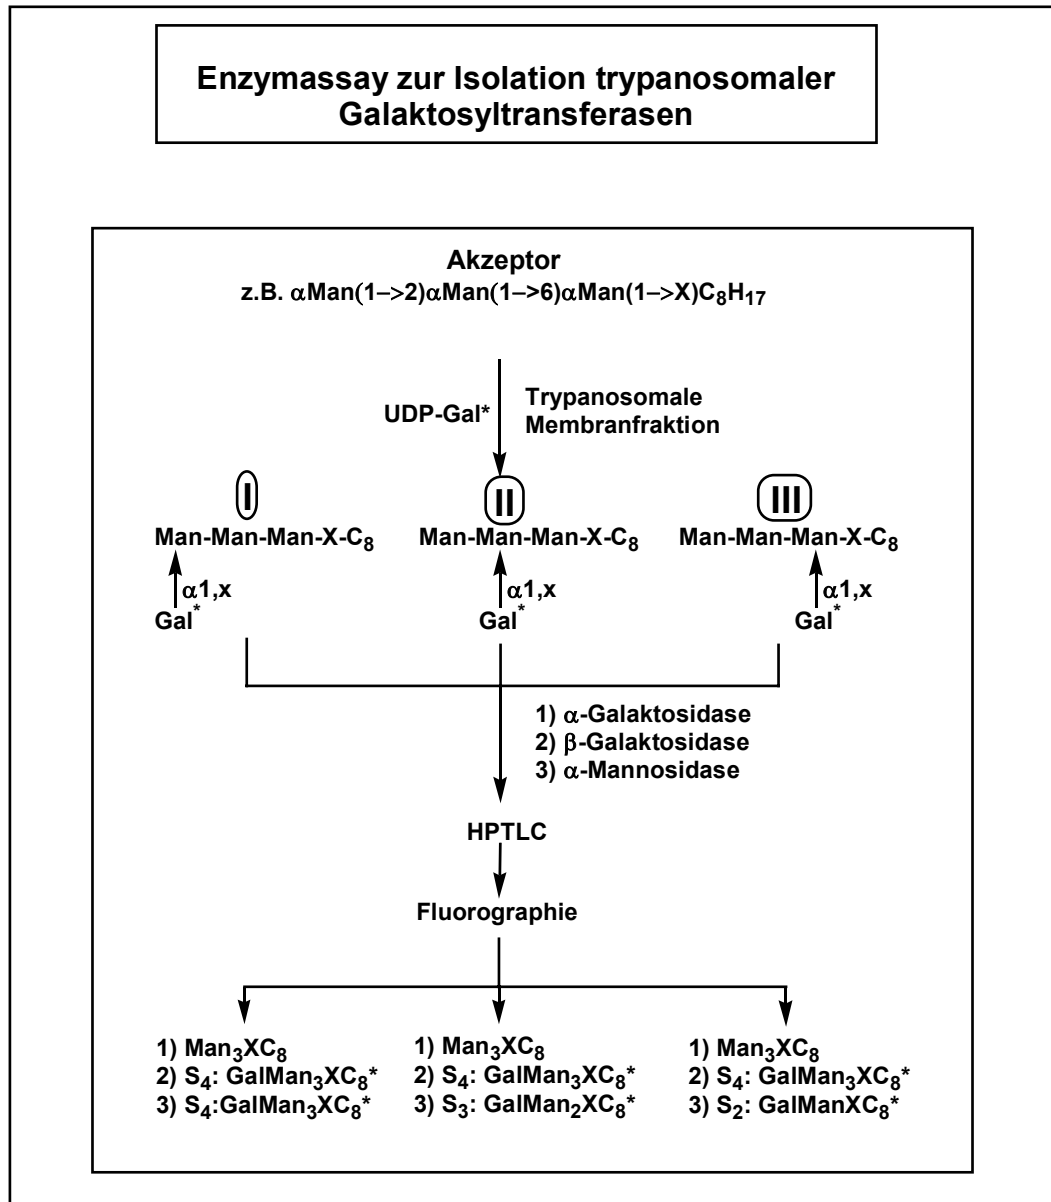 Enzymassay zur Isolation trypanosomaler
Galaktosyltransferasen
Akzeptor
z.B. αMan(1–>2)αMan(1–>6)αMan(1–>X)C₈H₁₇
UDP-Gal*
Trypanosomale
Membranfraktion
I
Man-Man-Man-X-C₈
α1,x
Gal*
II
Man-Man-Man-X-C₈
α1,x
Gal*
III
Man-Man-Man-X-C₈
α1,x
Gal*
1) α-Galaktosidase
2) β-Galaktosidase
3) α-Mannosidase
HPTLC
Fluorographie
1) Man₃XC₈
2) S₄: GalMan₃XC₈*
3) S₄:GalMan₃XC₈*
1) Man₃XC₈
2) S₄: GalMan₃XC₈*
3) S₃: GalMan₂XC₈*
1) Man₃XC₈
2) S₄: GalMan₃XC₈*
3) S₂: GalManXC₈*